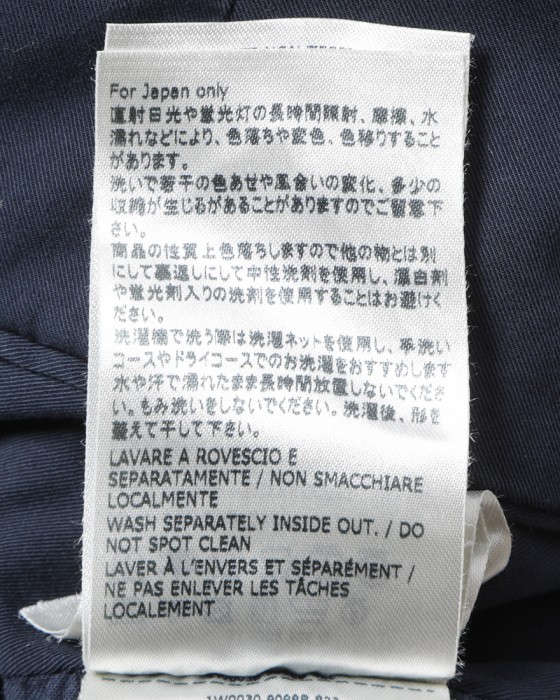 For Japan only
直射日光や蛍光灯の長時間照射、摩擦、水
濡れなどにより、色落ちや変色、色移りすること
があります。
洗いで若干の色あせや風合いの変化、多少の
収縮が生じるがあることがありますのでご留意下
さい。
商品の性質上色落ちしますので他の物とは別
にして裏返しにして中性洗剤を使用し、漂白剤
や蛍光剤入りの洗剤を使用することはお避けく
ださい。
洗濯機で洗う際は洗濯ネットを使用し、手洗い
コースやドライコースでのお洗濯をおすすめします
水や汗で濡れたまま長時間放置しないでくださ
い。もみ洗いをしないでください。洗濯後、形を
整えて干して下さい。
LAVARE A ROVESCIO E
SEPARATAMENTE / NON SMACCHIARE
LOCALMENTE
WASH SEPARATELY INSIDE OUT. / DO
NOT SPOT CLEAN
LAVER À L'ENVERS ET SÉPARÉMENT /
NE PAS ENLEVER LES TÂCHES
LOCALEMENT